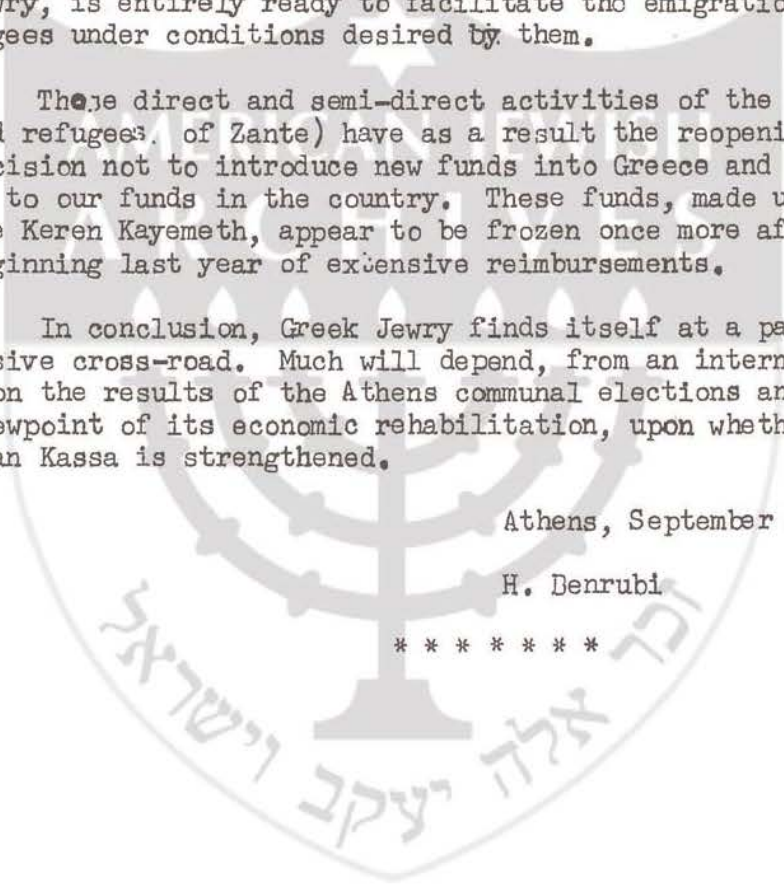 ry, is entirely ready to facilitate the emigratio
gees under conditions desired by them.
These direct and semi-direct activities of the
refugees. of Zante) have as a result the reopeni
cision not to introduce new funds into Greece and
to our funds in the country. These funds, made u
e Keren Kayemeth, appear to be frozen once more af
ginning last year of extensive reimbursements.
In conclusion, Greek Jewry finds itself at a pa
sive cross-road. Much will depend, from an intern
on the results of the Athens communal elections an
ewpoint of its economic rehabilitation, upon wheth
an Kassa is strengthened.
Athens, September
H. Benrubi
* * * * * * *
AMERICAN JEWISH
ARCHIVES
זכר אלה יעקב וישראל